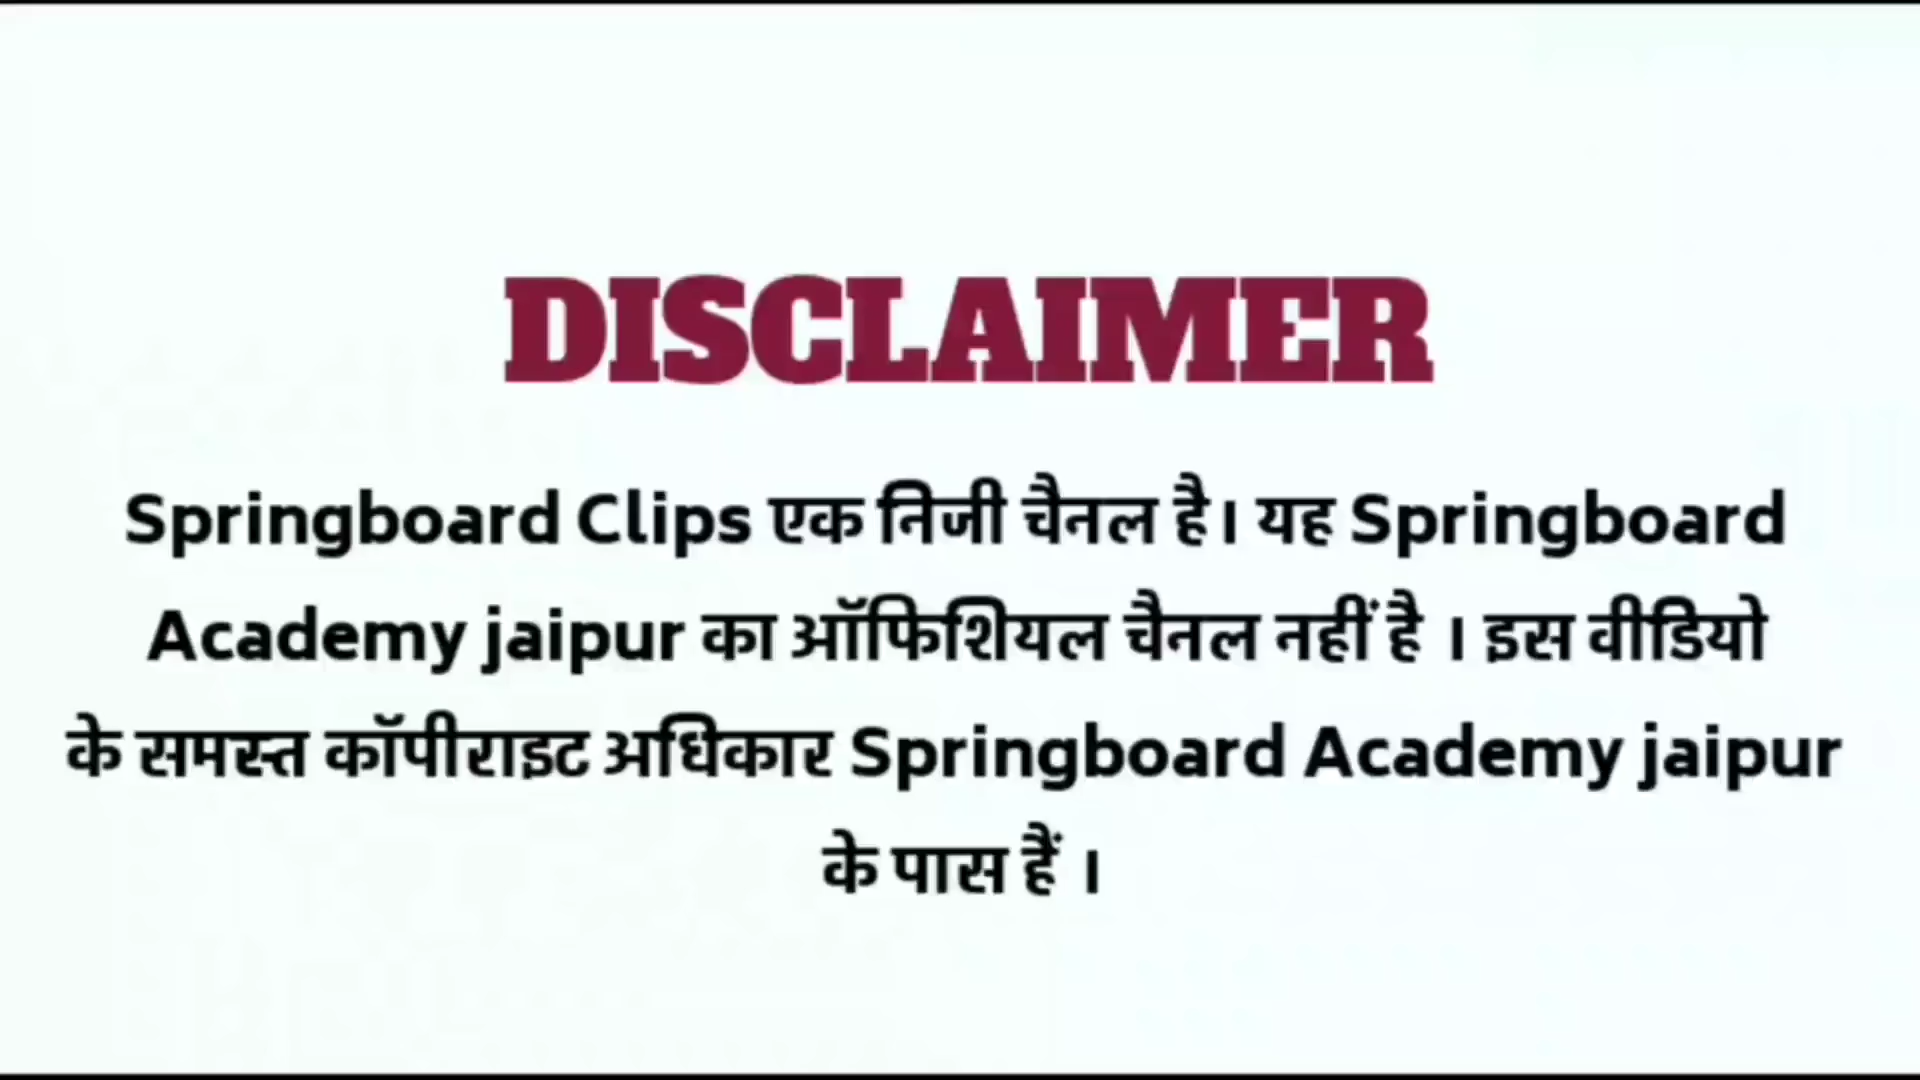 DISCLAIMER
Springboard Clips एक निजी चैनल है। यह Springboard
Academy jaipur का ऑफिशियल चैनल नहीं है । इस वीडियो
के समस्त कॉपीराइट अधिकार Springboard Academy jaipur
के पास हैं ।